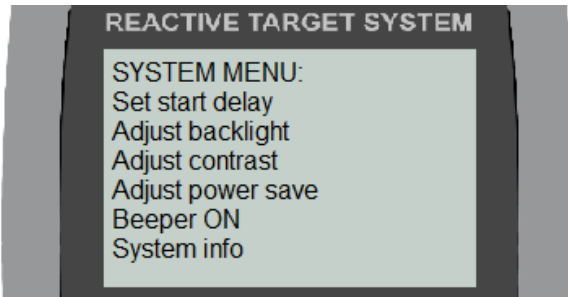 REACTIVE TARGET SYSTEM
SYSTEM MENU:
Set start delay
Adjust backlight
Adjust contrast
Adjust power save
Beeper ON
System info